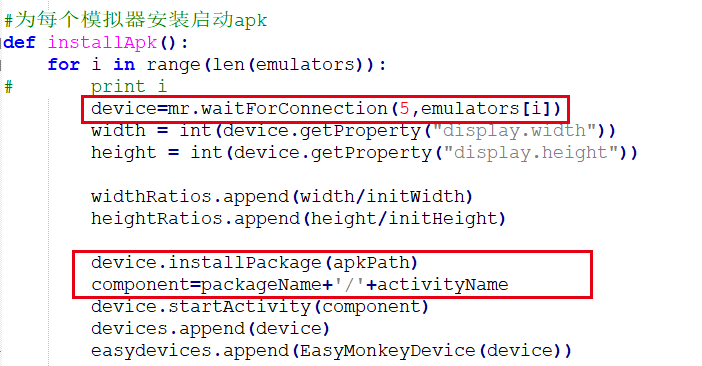 #为每个模拟器安装启动apk
def installApk():
    for i in range(len(emulators)):
#       print i
        device=mr.waitForConnection(5,emulators[i])
        width = int(device.getProperty("display.width"))
        height = int(device.getProperty("display.height"))
        widthRatios.append(width/initWidth)
        heightRatios.append(height/initHeight)
        device.installPackage(apkPath)
        component=packageName+'/'+activityName
        device.startActivity(component)
        devices.append(device)
        easydevices.append(EasyMonkeyDevice(device))